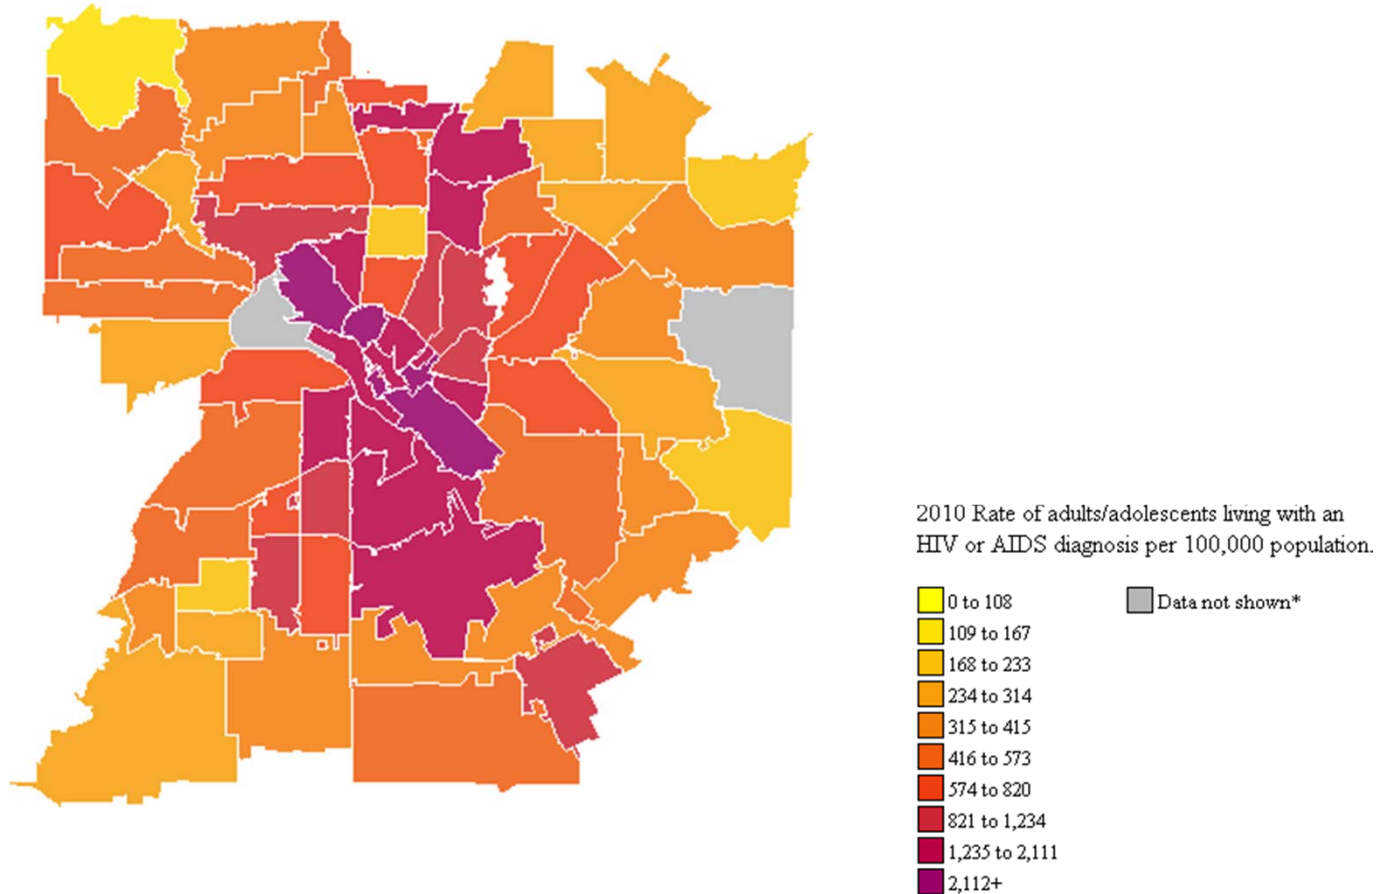 2010 Rate of adults/adolescents living with an
HIV or AIDS diagnosis per 100,000 population.
0 to 108
Data not shown*
109 to 167
168 to 233
234 to 314
315 to 415
416 to 573
574 to 820
821 to 1,234
1,235 to 2,111
2,112+